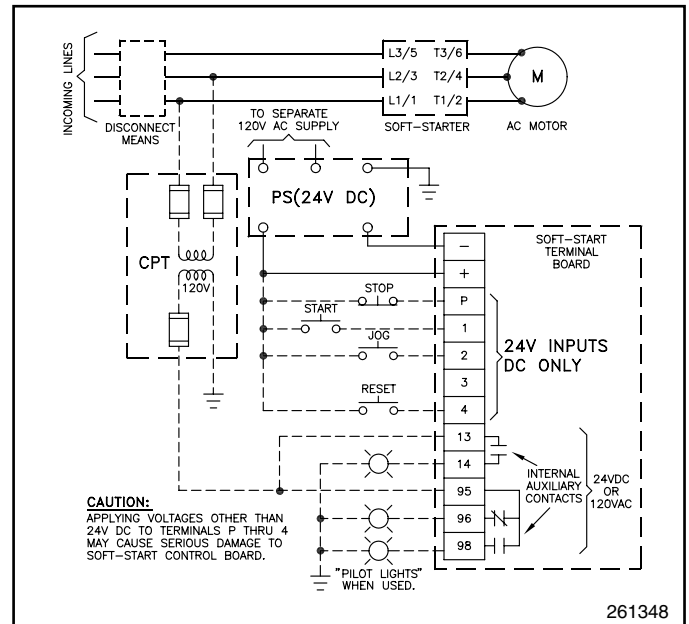 INCOMING LINES
DISCONNECT
MEANS
L3/5 T3/6
L2/3 T2/4
L1/1 T1/2
SOFT-STARTER
M
AC MOTOR
TO SEPARATE
120V AC SUPPLY
PS(24V DC)
CPT
120V
SOFT-START
TERMINAL
BOARD
–
+
STOP
P
START
1
JOG
2
3
RESET
4
24V INPUTS
DC ONLY
13
14
95
96
98
INTERNAL
AUXILIARY
CONTACTS
24VDC
OR
120VAC
CAUTION:
APPLYING VOLTAGES OTHER THAN
24V DC TO TERMINALS P THRU 4
MAY CAUSE SERIOUS DAMAGE TO
SOFT-START CONTROL BOARD.
"PILOT LIGHTS"
WHEN USED.
261348